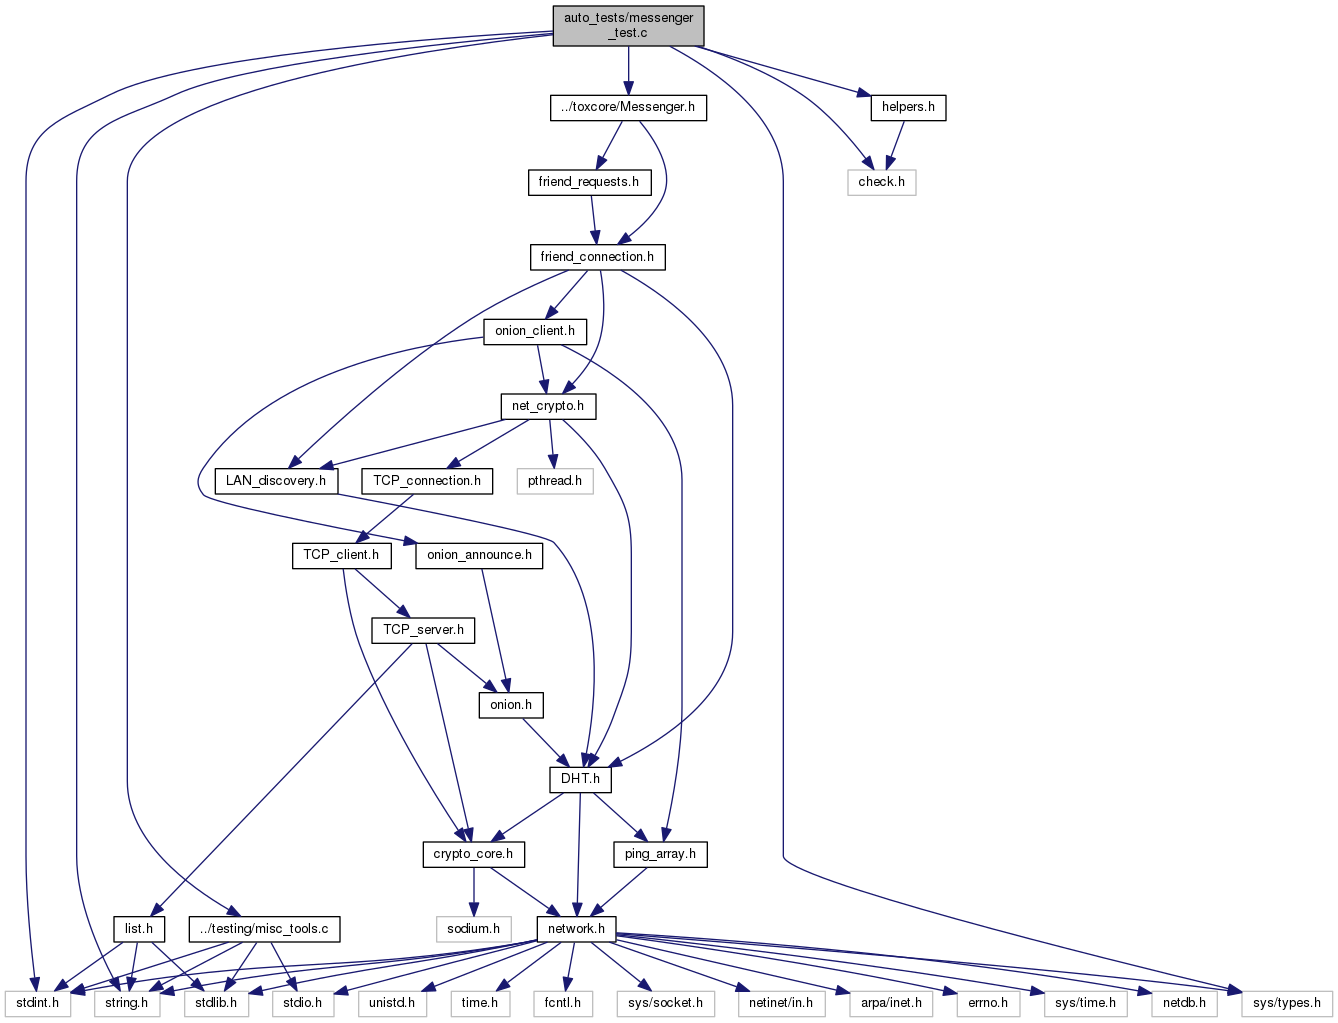 auto_tests/messenger
_test.c
../toxcore/Messenger.h
helpers.h
friend_requests.h
check.h
friend_connection.h
onion_client.h
net_crypto.h
LAN_discovery.h
TCP_connection.h
pthread.h
TCP_client.h
onion_announce.h
TCP_server.h
onion.h
DHT.h
crypto_core.h
ping_array.h
list.h
../testing/misc_tools.c
sodium.h
network.h
stdint.h
string.h
stdlib.h
stdio.h
unistd.h
time.h
fcntl.h
sys/socket.h
netinet/in.h
arpa/inet.h
errno.h
sys/time.h
netdb.h
sys/types.h